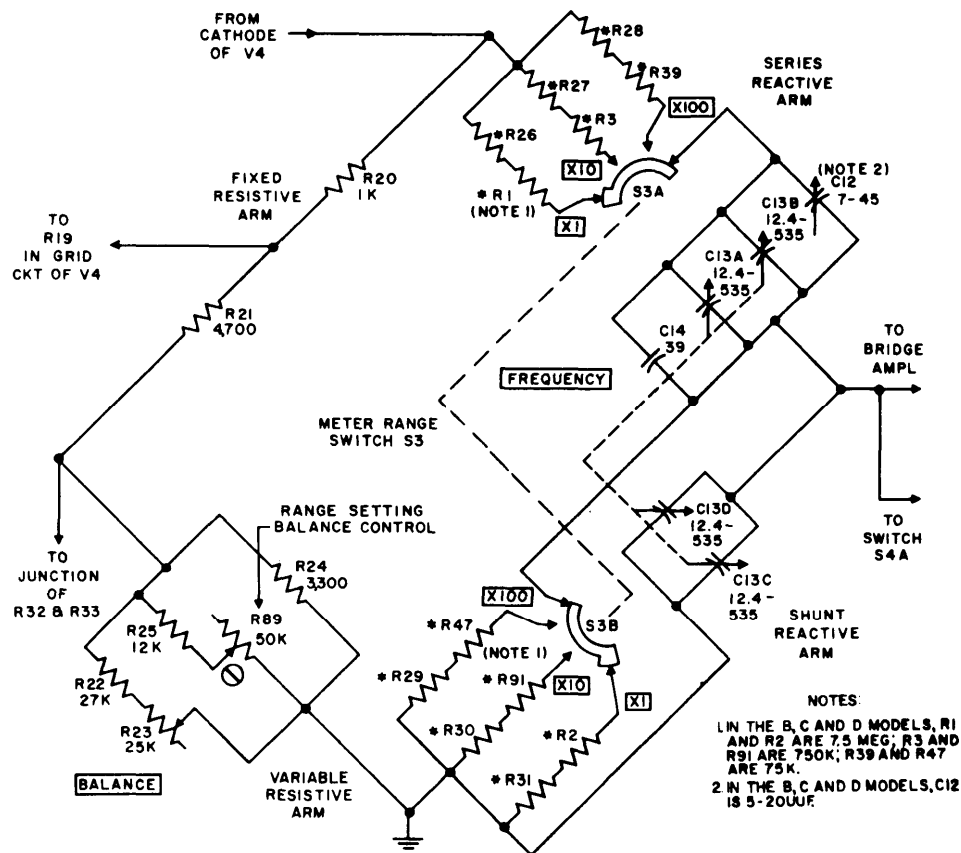 FROM
CATHODE
OF V4
*R28
*R39
*R27
*R3
*R26
*R1
(NOTE 1)
X100
X10
X1
S3A
SERIES
REACTIVE
ARM
(NOTE 2)
C12
7-45
C13B
12.4-
535
C13A
12.4-
535
C14
39
FIXED
RESISTIVE
ARM
R20
1K
TO
R19
IN GRID
CKT OF V4
R21
4,700
FREQUENCY
TO
BRIDGE
AMPL
METER RANGE
SWITCH S3
TO
SWITCH
S4A
C13D
12.4-
535
C13C
12.4-
535
SHUNT
REACTIVE
ARM
RANGE SETTING
BALANCE CONTROL
TO
JUNCTION
OF
R32 & R33
R24
3,300
R25
12K
R89
50K
R22
27K
R23
25K
BALANCE
VARIABLE
RESISTIVE
ARM
X100
S3B
*R47
(NOTE 1)
*R29
*R91
X10
X1
*R30
*R2
*R31
NOTES:
1. IN THE B, C AND D MODELS, R1
AND R2 ARE 7.5 MEG; R3 AND
R91 ARE 750K; R39 AND R47
ARE 75K.
2. IN THE B, C AND D MODELS, C12
IS 5-20UUF.